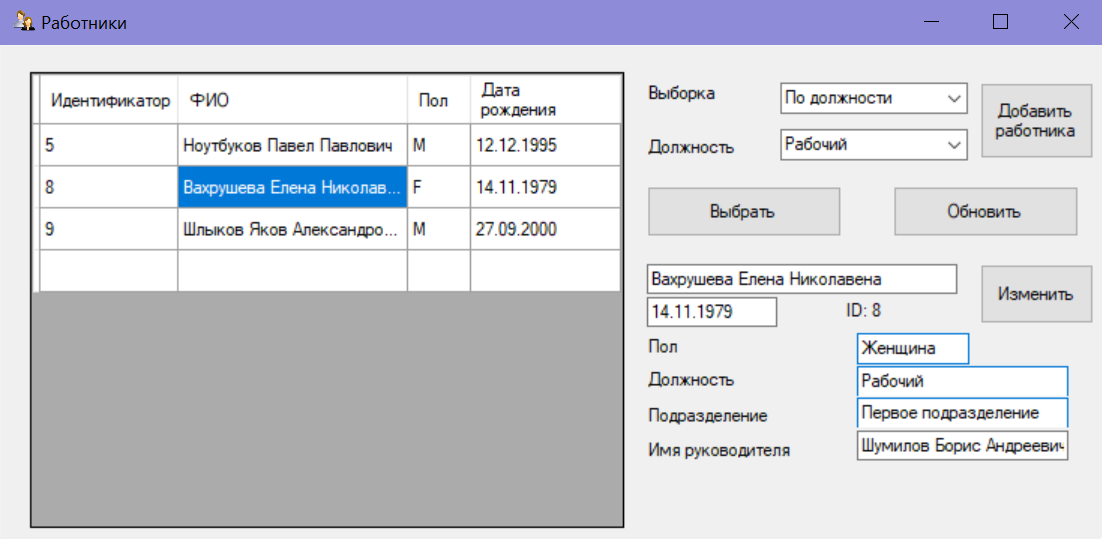 Работники
Идентификатор ФИО Пол Дата рождения
5 Ноутбуков Павел Павлович M 12.12.1995
8 Вахрушева Елена Николав... F 14.11.1979
9 Шлыков Яков Александро... M 27.09.2000
Выборка По должности
Должность Рабочий
Добавить
работника
Выбрать Обновить
Вахрушева Елена Николавена
14.11.1979 ID: 8
Изменить
Пол Женщина
Должность Рабочий
Подразделение Первое подразделение
Имя руководителя Шумилов Борис Андреевич